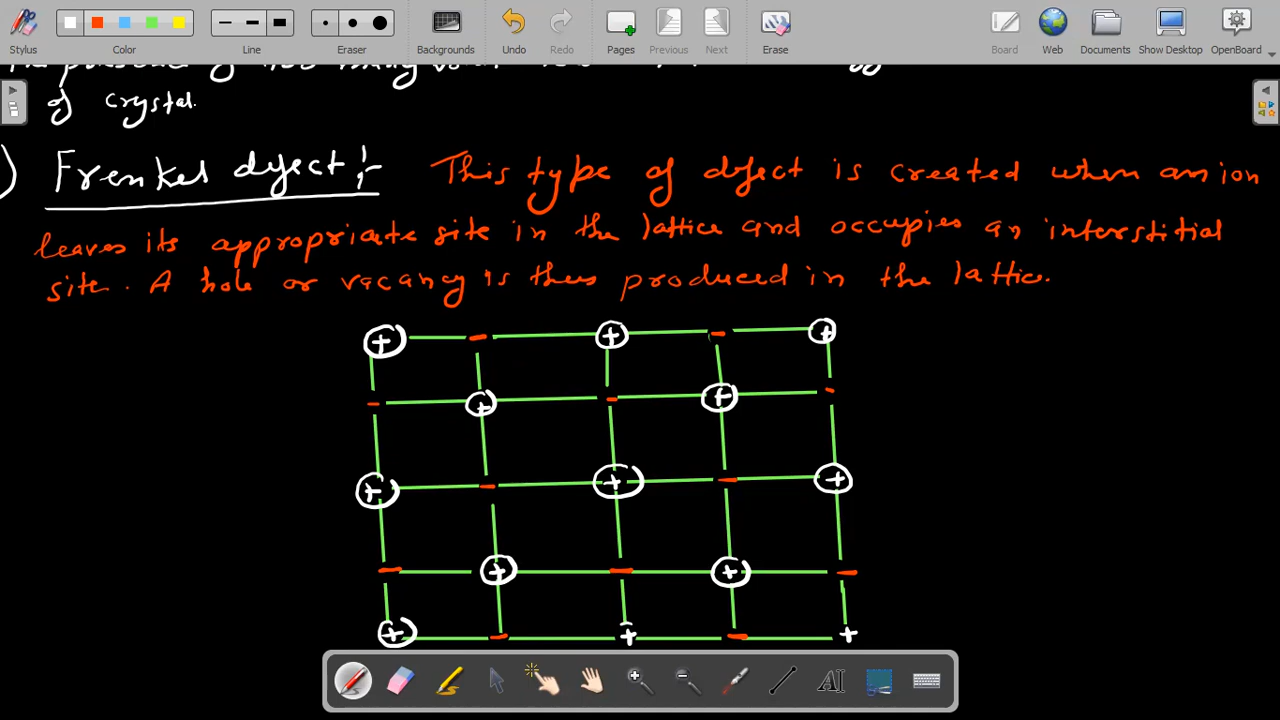 Stylus Color Line Eraser Backgrounds Undo Redo Pages Previous Next Erase Board Web Documents Show Desktop OpenBoard
of crystal.
) Frenkel defect :- This type of defect is created when an ion
leaves its appropriate site in the lattice and occupies an interstitial
site. A hole or vacancy is thus produced in the lattice.
+ - + - +
- + - + -
+ - + - +
- + - + -
+ - + - +